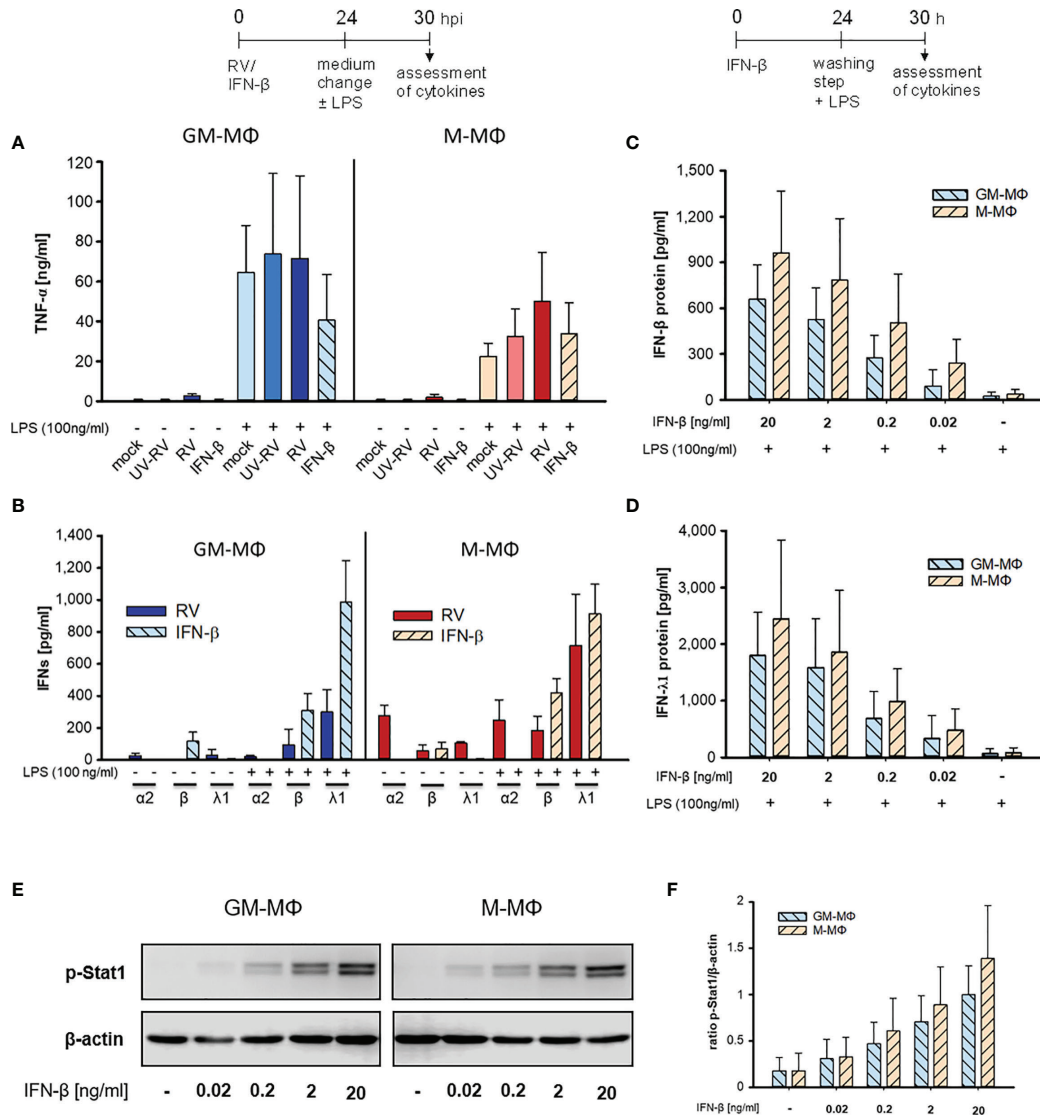 0 24 30 hpi
RV/ IFN-β
medium change ± LPS
assessment of cytokines
0 24 30 h
IFN-β
washing step + LPS
assessment of cytokines
A
GM-MΦ M-MΦ
TNF-α [ng/ml]
120
100
80
60
40
20
0
LPS (100ng/ml) - - - - + + + + - - - - + + + +
mock UV-RV RV IFN-β mock UV-RV RV IFN-β mock UV-RV RV IFN-β mock UV-RV RV IFN-β
B
GM-MΦ M-MΦ
IFNs [pg/ml]
1,400
1,200
1,000
800
600
400
200
0
RV
IFN-β
RV
IFN-β
LPS (100 ng/ml) - - - - - - + + + + + + - - - - - - + + + + + +
α2 β λ1 α2 β λ1 α2 β λ1 α2 β λ1
C
IFN-β protein [pg/ml]
1,500
1,200
900
600
300
0
GM-MΦ
M-MΦ
IFN-β [ng/ml] 20 2 0.2 0.02 -
LPS (100ng/ml) + + + + +
D
IFN-λ1 protein [pg/ml]
4,000
3,000
2,000
1,000
0
GM-MΦ
M-MΦ
IFN-β [ng/ml] 20 2 0.2 0.02 -
LPS (100ng/ml) + + + + +
E
GM-MΦ M-MΦ
p-Stat1
β-actin
IFN-β [ng/ml] - 0.02 0.2 2 20 - 0.02 0.2 2 20
F
ratio p-Stat1/β-actin
2
1.5
1
0.5
0
GM-MΦ
M-MΦ
IFN-β [ng/ml] - 0.02 0.2 2 20